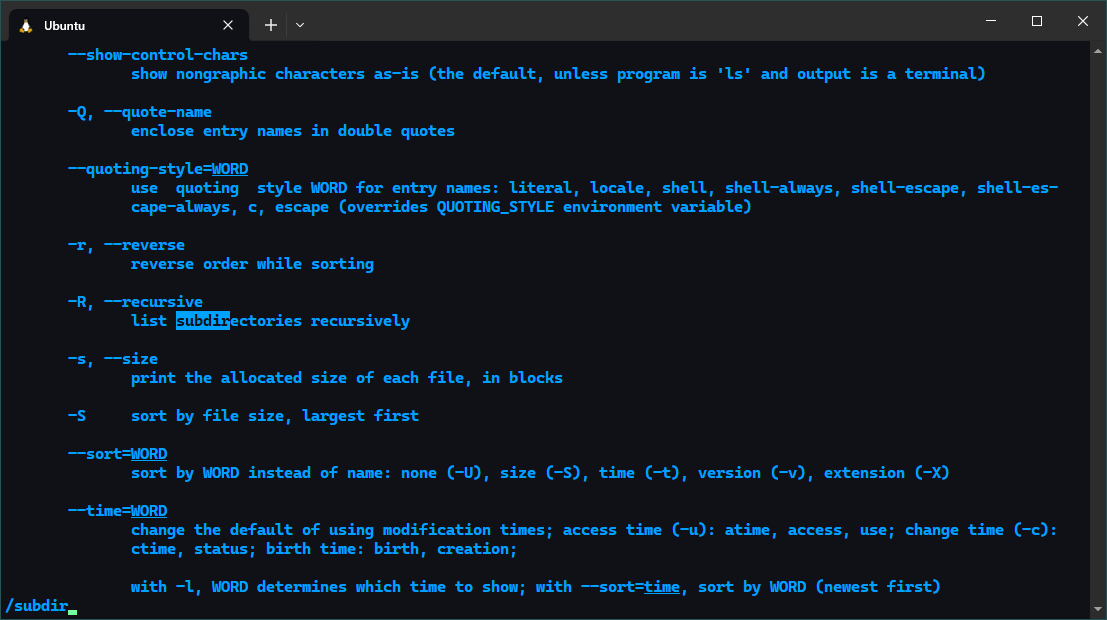 Ubuntu
--show-control-chars
show nongraphic characters as-is (the default, unless program is 'ls' and output is a terminal)
-Q, --quote-name
enclose entry names in double quotes
--quoting-style=WORD
use  quoting  style WORD for entry names: literal, locale, shell, shell-always, shell-escape, shell-es-
cape-always, c, escape (overrides QUOTING_STYLE environment variable)
-r, --reverse
reverse order while sorting
-R, --recursive
list subdirectories recursively
-s, --size
print the allocated size of each file, in blocks
-S     sort by file size, largest first
--sort=WORD
sort by WORD instead of name: none (-U), size (-S), time (-t), version (-v), extension (-X)
--time=WORD
change the default of using modification times; access time (-u): atime, access, use; change time (-c):
ctime, status; birth time: birth, creation;
with -l, WORD determines which time to show; with --sort=time, sort by WORD (newest first)
/subdir